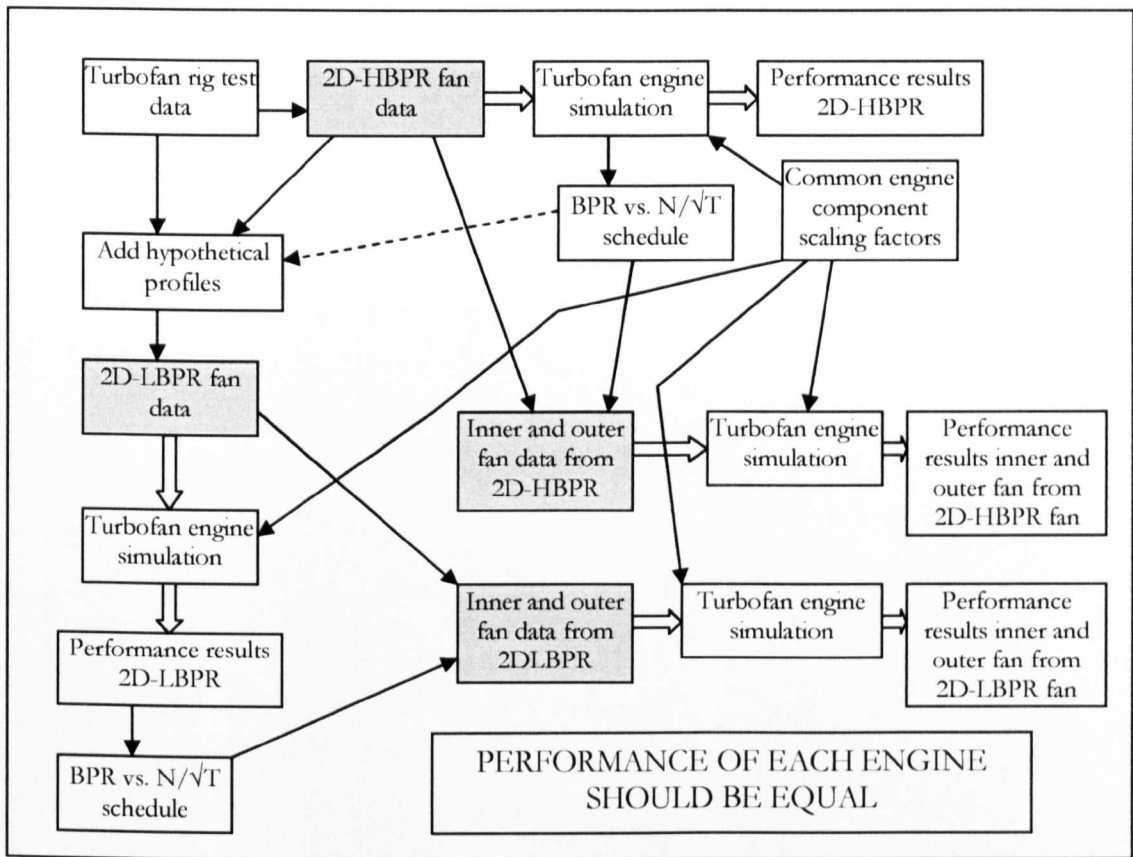 Turbofan rig test
data
2D-HBPR fan
data
Turbofan engine
simulation
Performance results
2D-HBPR
BPR vs. N/√T
schedule
Common engine
component
scaling factors
Add hypothetical
profiles
2D-LBPR fan
data
Inner and outer
fan data from
2D-HBPR
Turbofan engine
simulation
Performance
results inner and
outer fan from
2D-HBPR fan
Turbofan engine
simulation
Inner and outer
fan data from
2DLBPR
Turbofan engine
simulation
Performance
results inner and
outer fan from
2D-LBPR fan
Performance results
2D-LBPR
BPR vs. N/√T
schedule
PERFORMANCE OF EACH ENGINE
SHOULD BE EQUAL